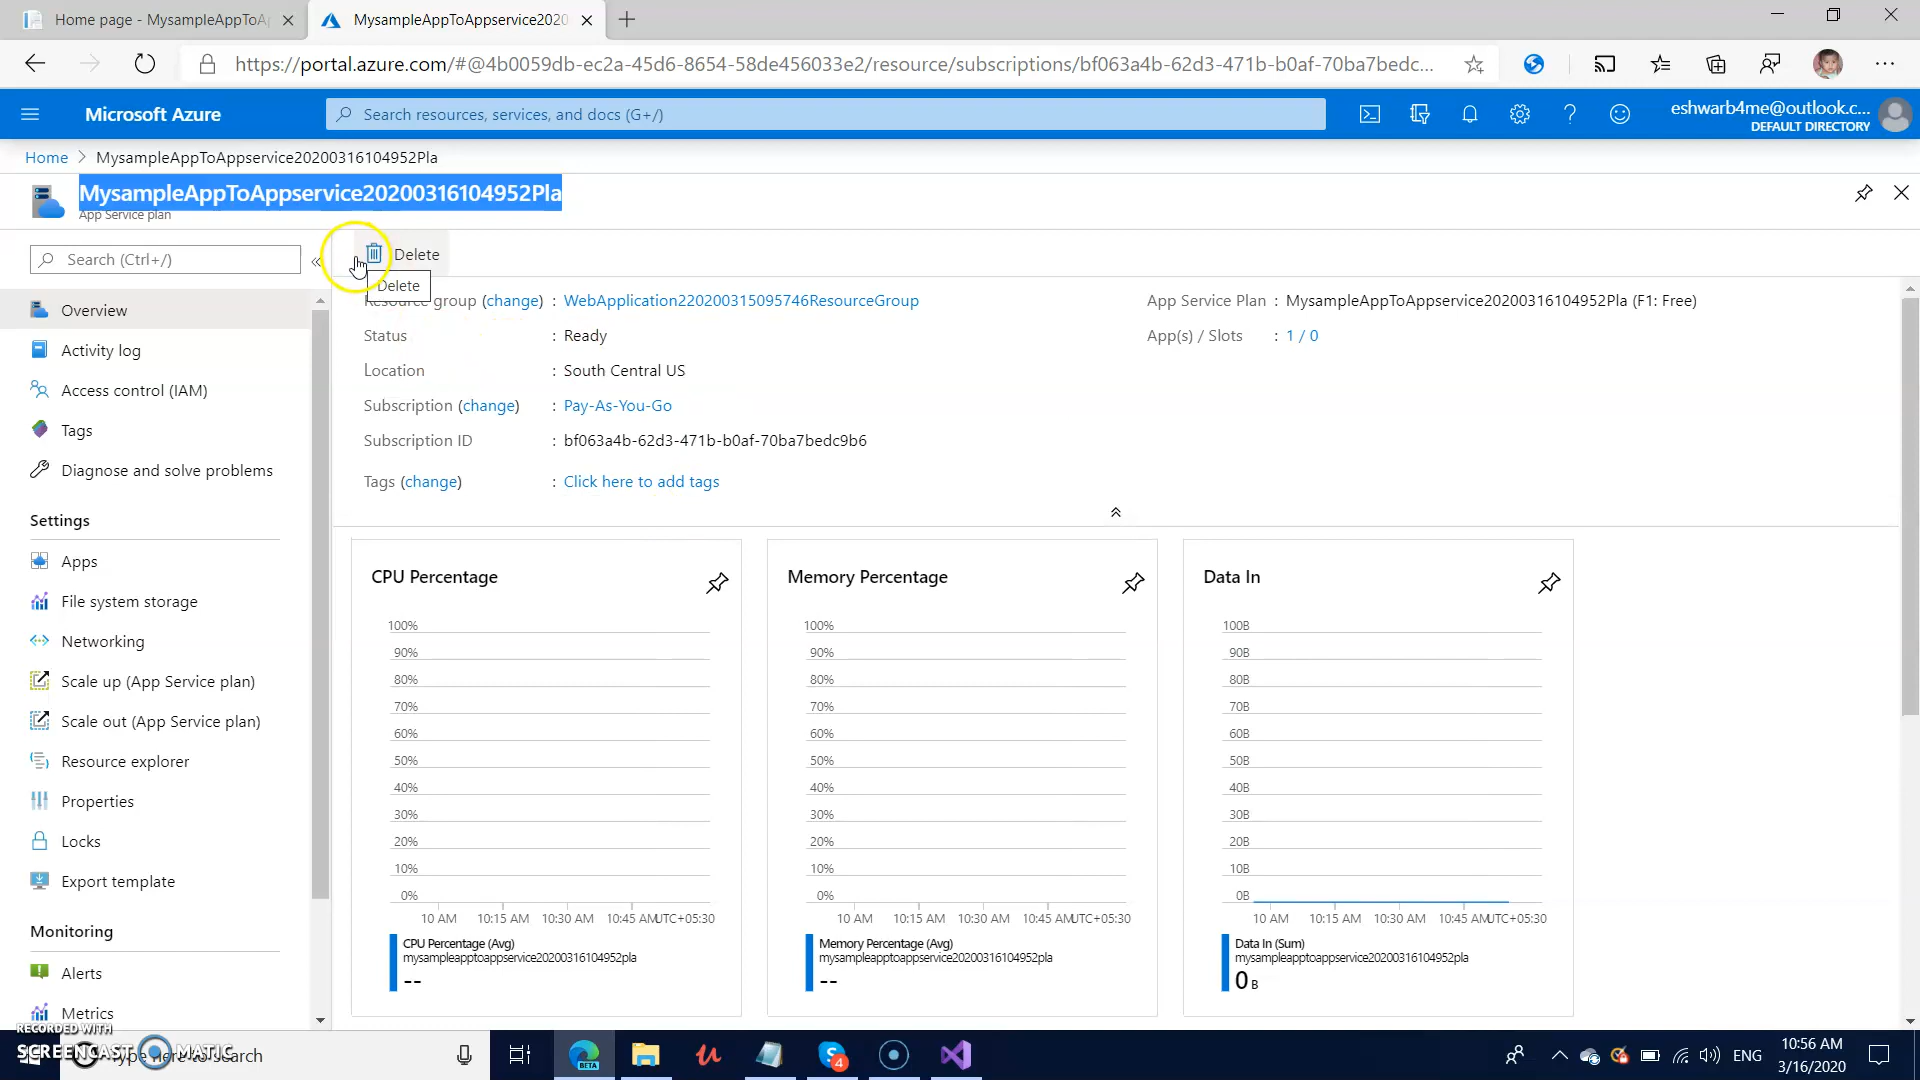 Home page - MysampleAppToA
MysampleAppToAppservice2020
https://portal.azure.com/#@4b0059db-ec2a-45d6-8654-58de456033e2/resource/subscriptions/bf063a4b-62d3-471b-b0af-70ba7bedc...
Microsoft Azure
Search resources, services, and docs (G+/)
eshwarb4me@outlook.c...
DEFAULT DIRECTORY
Home > MysampleAppToAppservice20200316104952Pla
MysampleAppToAppservice20200316104952Pla
App Service plan
Search (Ctrl+/)
«
Delete
Delete
Resource group (change) : WebApplication220200315095746ResourceGroup
Status : Ready
Location : South Central US
Subscription (change) : Pay-As-You-Go
Subscription ID : bf063a4b-62d3-471b-b0af-70ba7bedc9b6
Tags (change) : Click here to add tags
App Service Plan : MysampleAppToAppservice20200316104952Pla (F1: Free)
App(s) / Slots : 1 / 0
Overview
Activity log
Access control (IAM)
Tags
Diagnose and solve problems
Settings
Apps
File system storage
Networking
Scale up (App Service plan)
Scale out (App Service plan)
Resource explorer
Properties
Locks
Export template
Monitoring
Alerts
Metrics
CPU Percentage
100%
90%
80%
70%
60%
50%
40%
30%
20%
10%
0%
10 AM 10:15 AM 10:30 AM 10:45 AM UTC+05:30
CPU Percentage (Avg)
mysampleapptoappservice20200316104952pla
--
Memory Percentage
100%
90%
80%
70%
60%
50%
40%
30%
20%
10%
0%
10 AM 10:15 AM 10:30 AM 10:45 AM UTC+05:30
Memory Percentage (Avg)
mysampleapptoappservice20200316104952pla
--
Data In
100B
90B
80B
70B
60B
50B
40B
30B
20B
10B
0B
10 AM 10:15 AM 10:30 AM 10:45 AM UTC+05:30
Data In (Sum)
mysampleapptoappservice20200316104952pla
0 B
RECORDED WITH
SCREENCAST MATIC
Type here to search
BETA
4
ENG
10:56 AM
3/16/2020